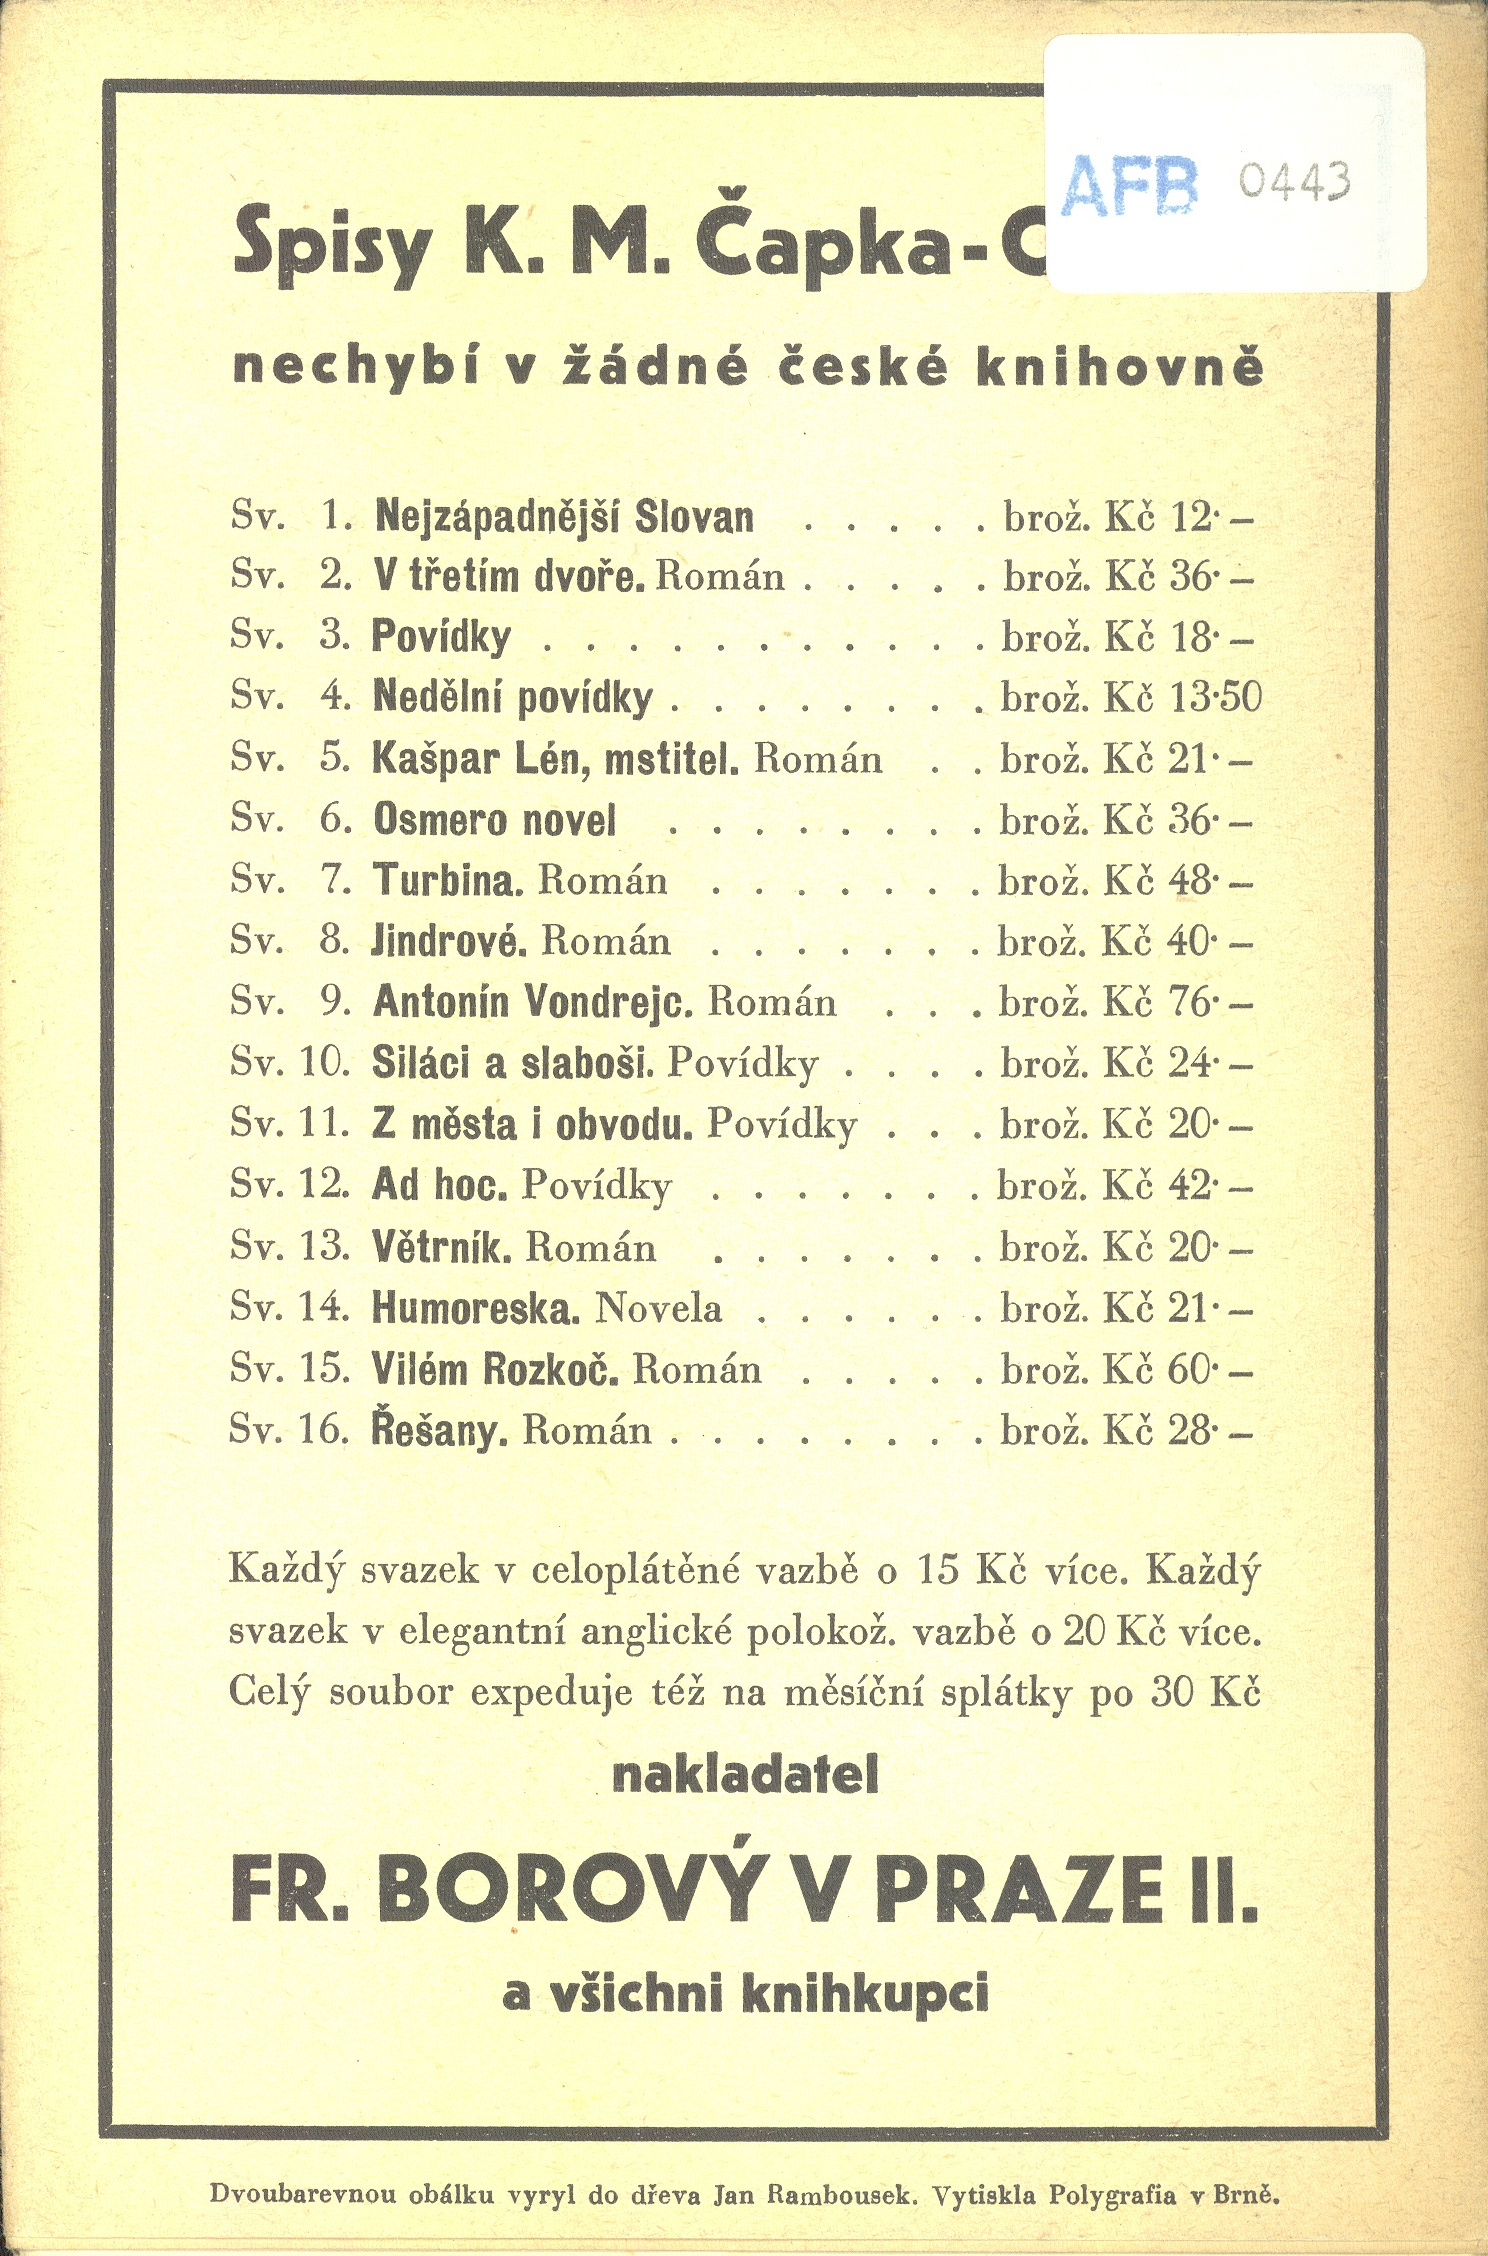 AFB 0443
Spisy K. M. Čapka-
nechybí v žádné české knihovně
Sv. 1. Nejzápadnější Slovan . . . . . brož. Kč 12·–
Sv. 2. V třetím dvoře. Román . . . . . brož. Kč 36·–
Sv. 3. Povídky . . . . . . . . . . . brož. Kč 18·–
Sv. 4. Nedělní povídky . . . . . . . . brož. Kč 13·50
Sv. 5. Kašpar Lén, mstitel. Román . . brož. Kč 21·–
Sv. 6. Osmero novel . . . . . . . . brož. Kč 36·–
Sv. 7. Turbina. Román . . . . . . . brož. Kč 48·–
Sv. 8. Jindrové. Román . . . . . . . brož. Kč 40·–
Sv. 9. Antonín Vondrejc. Román . . . brož. Kč 76·–
Sv. 10. Siláci a slaboši. Povídky . . . . brož. Kč 24·–
Sv. 11. Z města i obvodu. Povídky . . . brož. Kč 20·–
Sv. 12. Ad hoc. Povídky . . . . . . . brož. Kč 42·–
Sv. 13. Větrník. Román . . . . . . . brož. Kč 20·–
Sv. 14. Humoreska. Novela . . . . . . brož. Kč 21·–
Sv. 15. Vilém Rozkoč. Román . . . . . brož. Kč 60·–
Sv. 16. Řešany. Román . . . . . . . . brož. Kč 28·–
Každý svazek v celoplátěné vazbě o 15 Kč více. Každý
svazek v elegantní anglické polokož. vazbě o 20 Kč více.
Celý soubor expeduje též na měsíční splátky po 30 Kč
nakladatel
FR. BOROVÝ V PRAZE II.
a všichni knihkupci
Dvoubarevnou obálku vyryl do dřeva Jan Rambousek. Vytiskla Polygrafia v Brně.